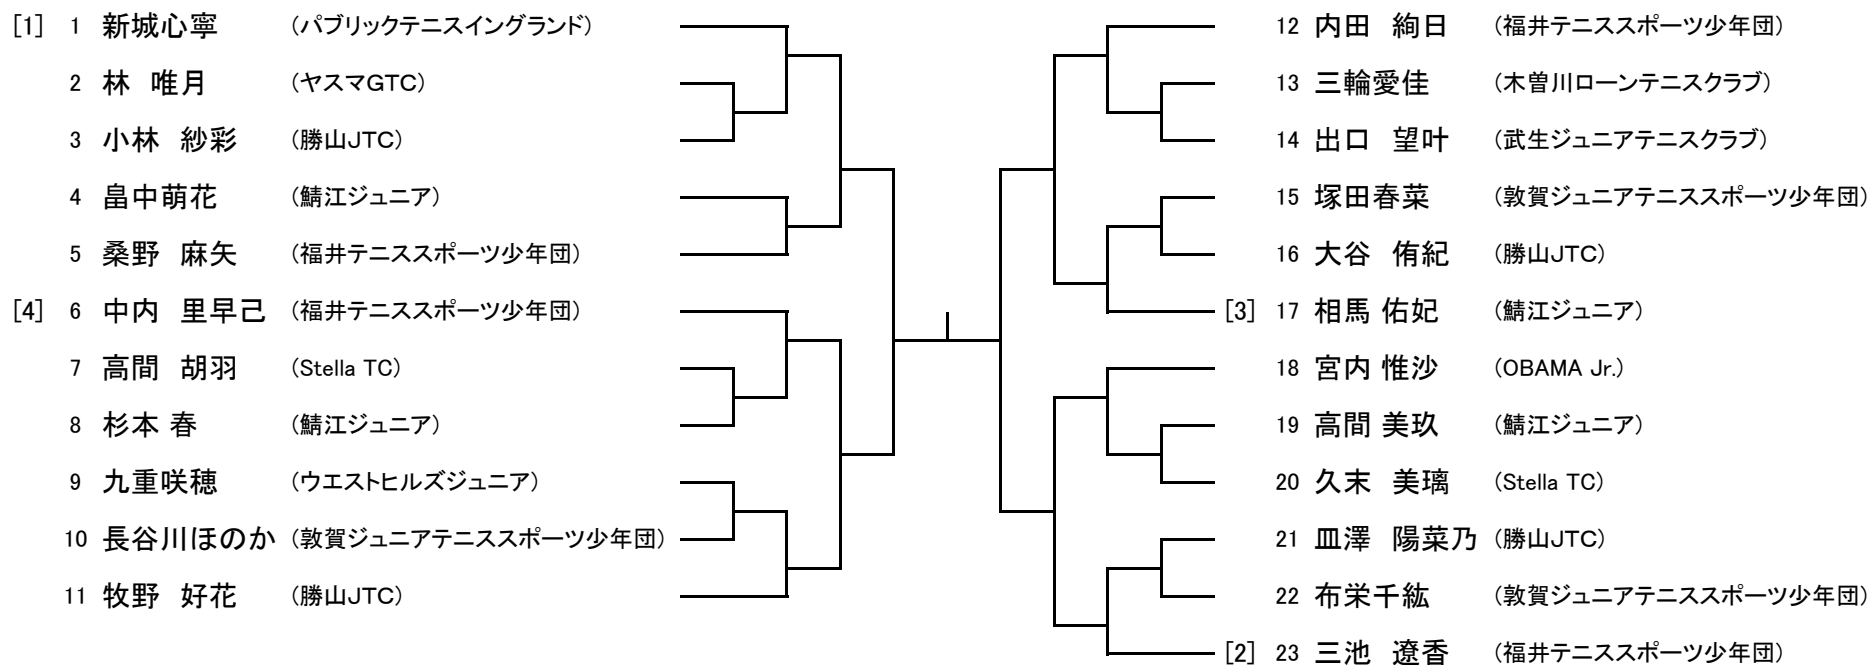 [1] 1 新城心寧 (パブリックテニスイングランド)
2 林 唯月 (ヤスマGTC)
3 小林 紗彩 (勝山JTC)
4 畠中萌花 (鯖江ジュニア)
5 桑野 麻矢 (福井テニススポーツ少年団)
[4] 6 中内 里早己 (福井テニススポーツ少年団)
7 高間 胡羽 (Stella TC)
8 杉本 春 (鯖江ジュニア)
9 九重咲穂 (ウエストヒルズジュニア)
10 長谷川ほのか (敦賀ジュニアテニススポーツ少年団)
11 牧野 好花 (勝山JTC)
12 内田 絢日 (福井テニススポーツ少年団)
13 三輪愛佳 (木曽川ローンテニスクラブ)
14 出口 望叶 (武生ジュニアテニスクラブ)
15 塚田春菜 (敦賀ジュニアテニススポーツ少年団)
16 大谷 侑紀 (勝山JTC)
[3] 17 相馬 佑妃 (鯖江ジュニア)
18 宮内 惟沙 (OBAMA Jr.)
19 高間 美玖 (鯖江ジュニア)
20 久末 美璃 (Stella TC)
21 皿澤 陽菜乃 (勝山JTC)
22 布栄千紘 (敦賀ジュニアテニススポーツ少年団)
[2] 23 三池 遼香 (福井テニススポーツ少年団)